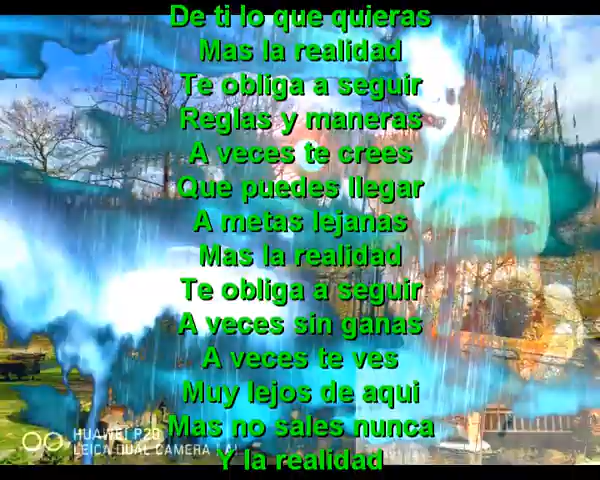 De ti lo que quieras
Mas la realidad
Te obliga a seguir
Reglas y maneras
A veces te crees
Que puedes llegar
A metas lejanas
Mas la realidad
Te obliga a seguir
A veces sin ganas
A veces te ves
Muy lejos de aqui
Mas no sales nunca
Y la realidad
HUAWEI P20
LEICA DUAL CAMERA | AI